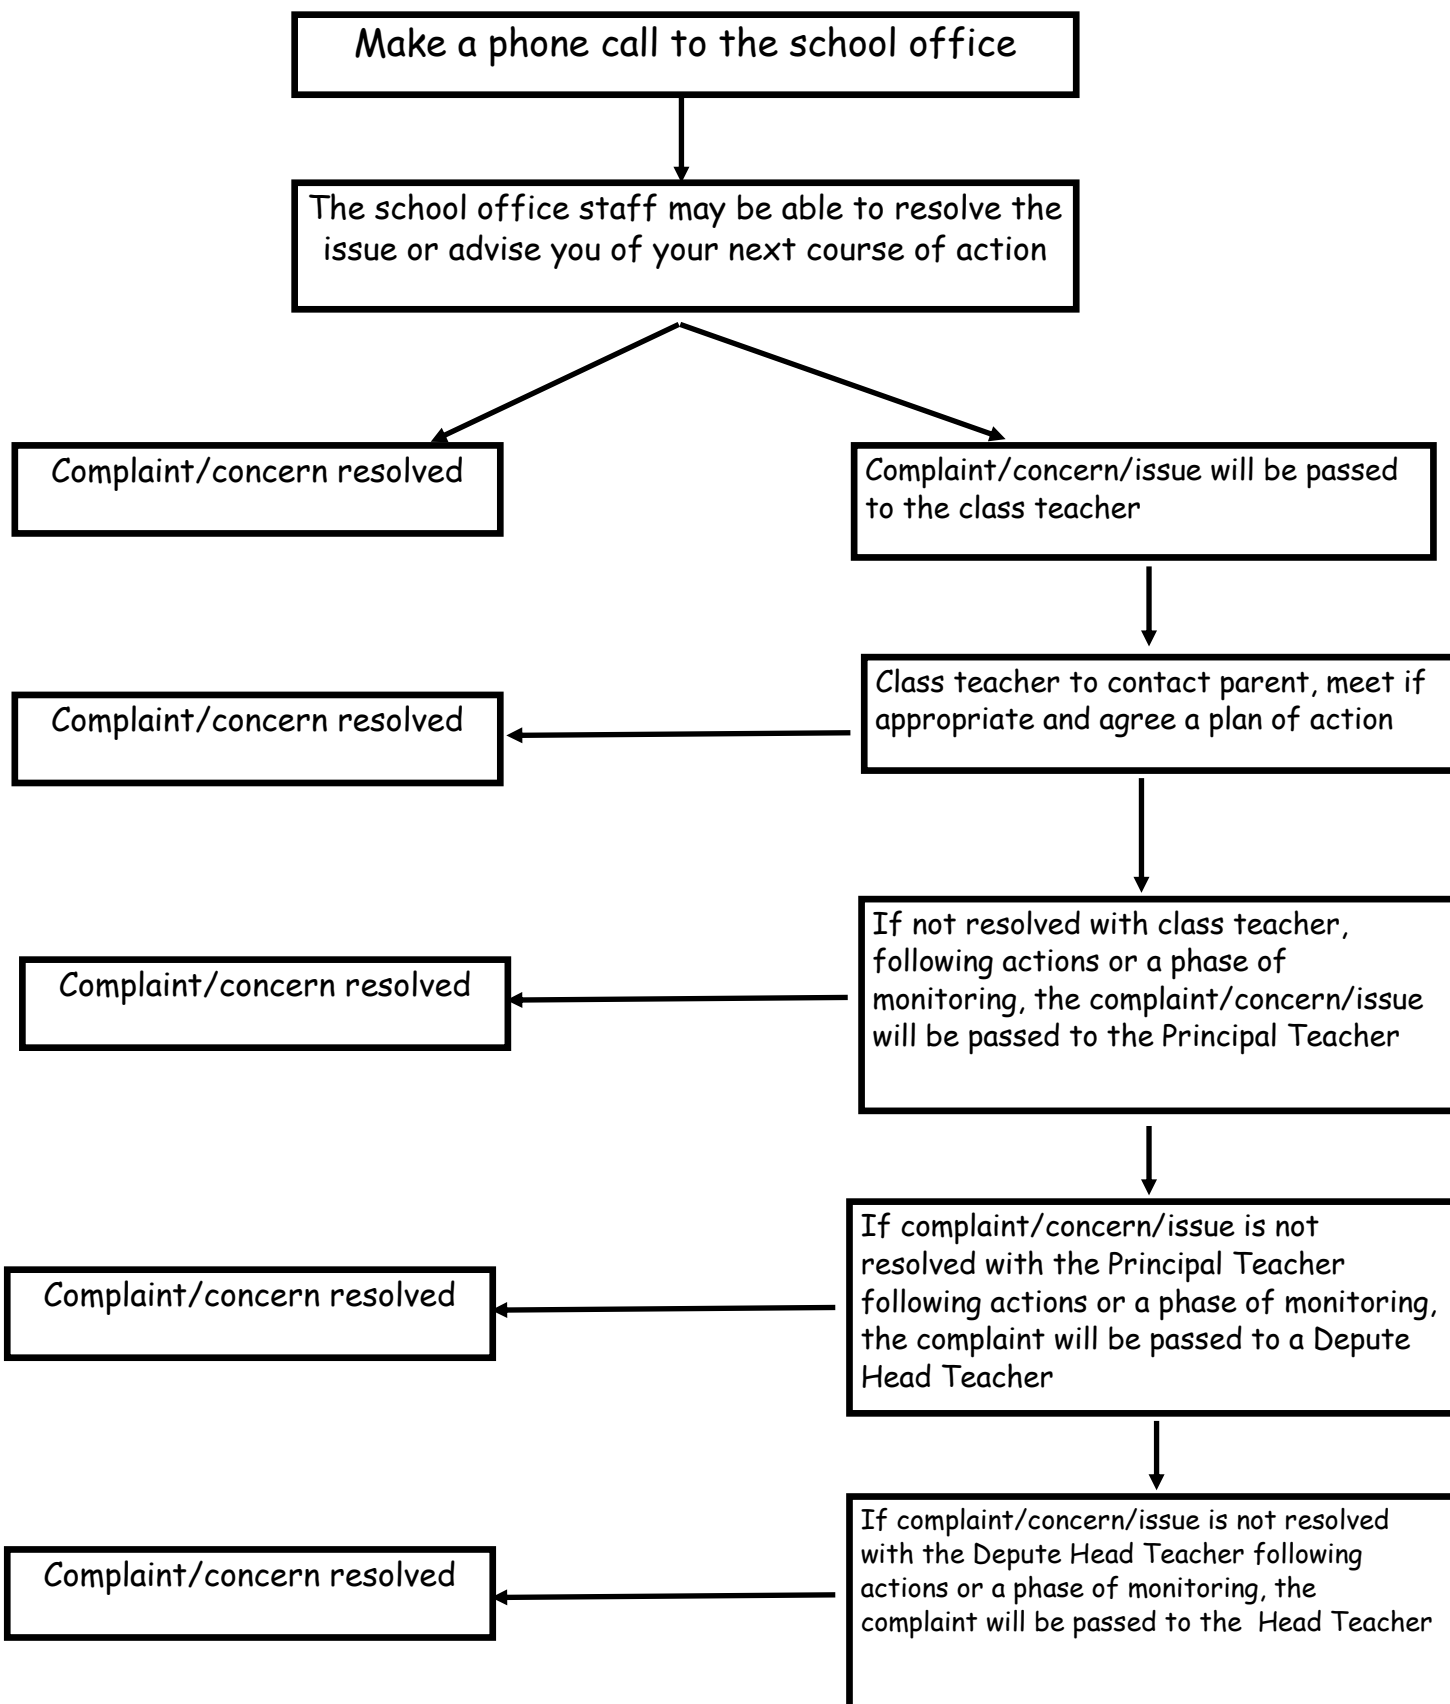 Make a phone call to the school office
The school office staff may be able to resolve the
issue or advise you of your next course of action
Complaint/concern resolved
Complaint/concern/issue will be passed
to the class teacher
Complaint/concern resolved
Class teacher to contact parent, meet if
appropriate and agree a plan of action
Complaint/concern resolved
If not resolved with class teacher,
following actions or a phase of
monitoring, the complaint/concern/issue
will be passed to the Principal Teacher
Complaint/concern resolved
If complaint/concern/issue is not
resolved with the Principal Teacher
following actions or a phase of monitoring,
the complaint will be passed to a Depute
Head Teacher
Complaint/concern resolved
If complaint/concern/issue is not resolved
with the Depute Head Teacher following
actions or a phase of monitoring, the
complaint will be passed to the Head Teacher